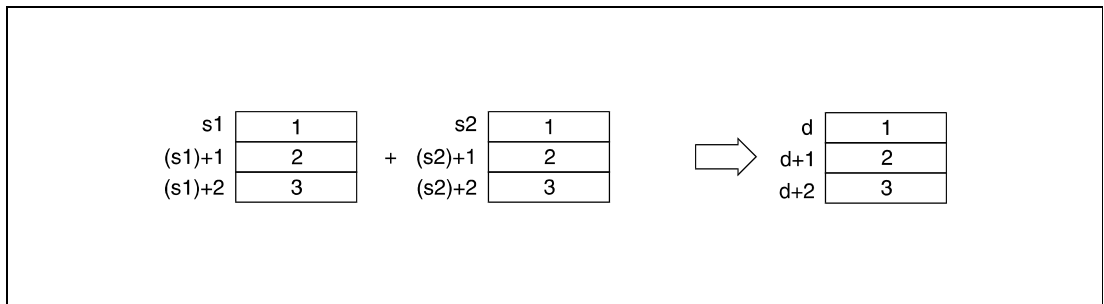 s1 1 s2 1 d 1
(s1)+1 2 + (s2)+1 2 d+1 2
(s1)+2 3 (s2)+2 3 d+2 3